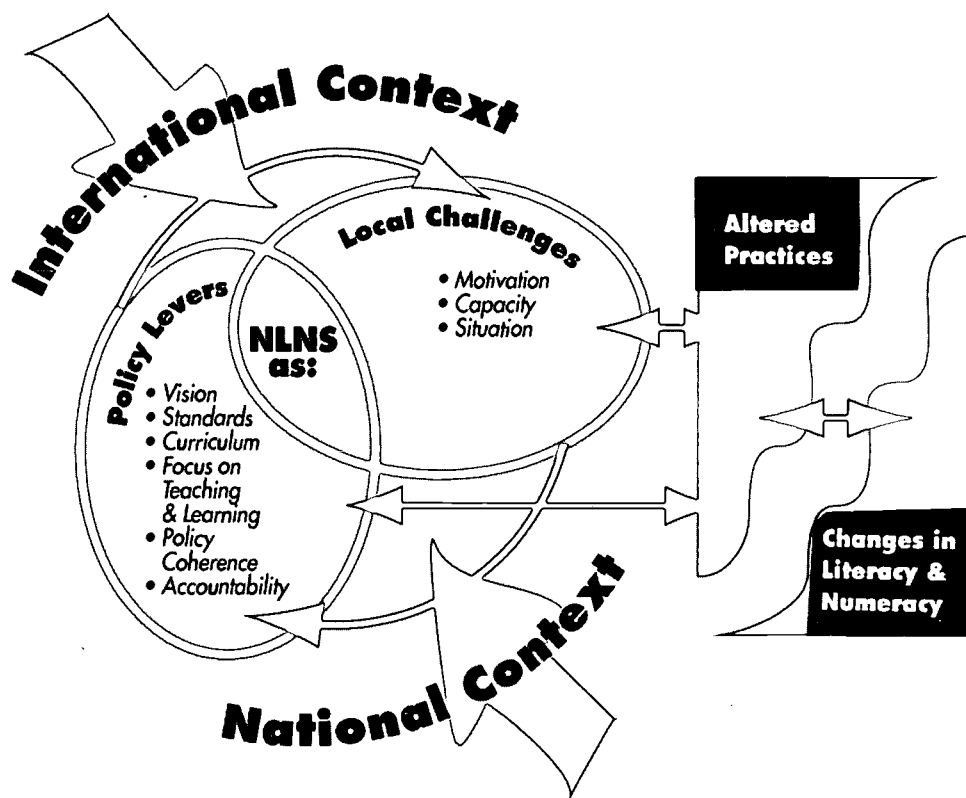 International Context
Local Challenges
• Motivation
• Capacity
• Situation
Policy Levers
• Vision
• Standards
• Curriculum
• Focus on
Teaching
& Learning
• Policy
Coherence
• Accountability
NLNS
as:
Altered
Practices
Changes in
Literacy &
Numeracy
National Context